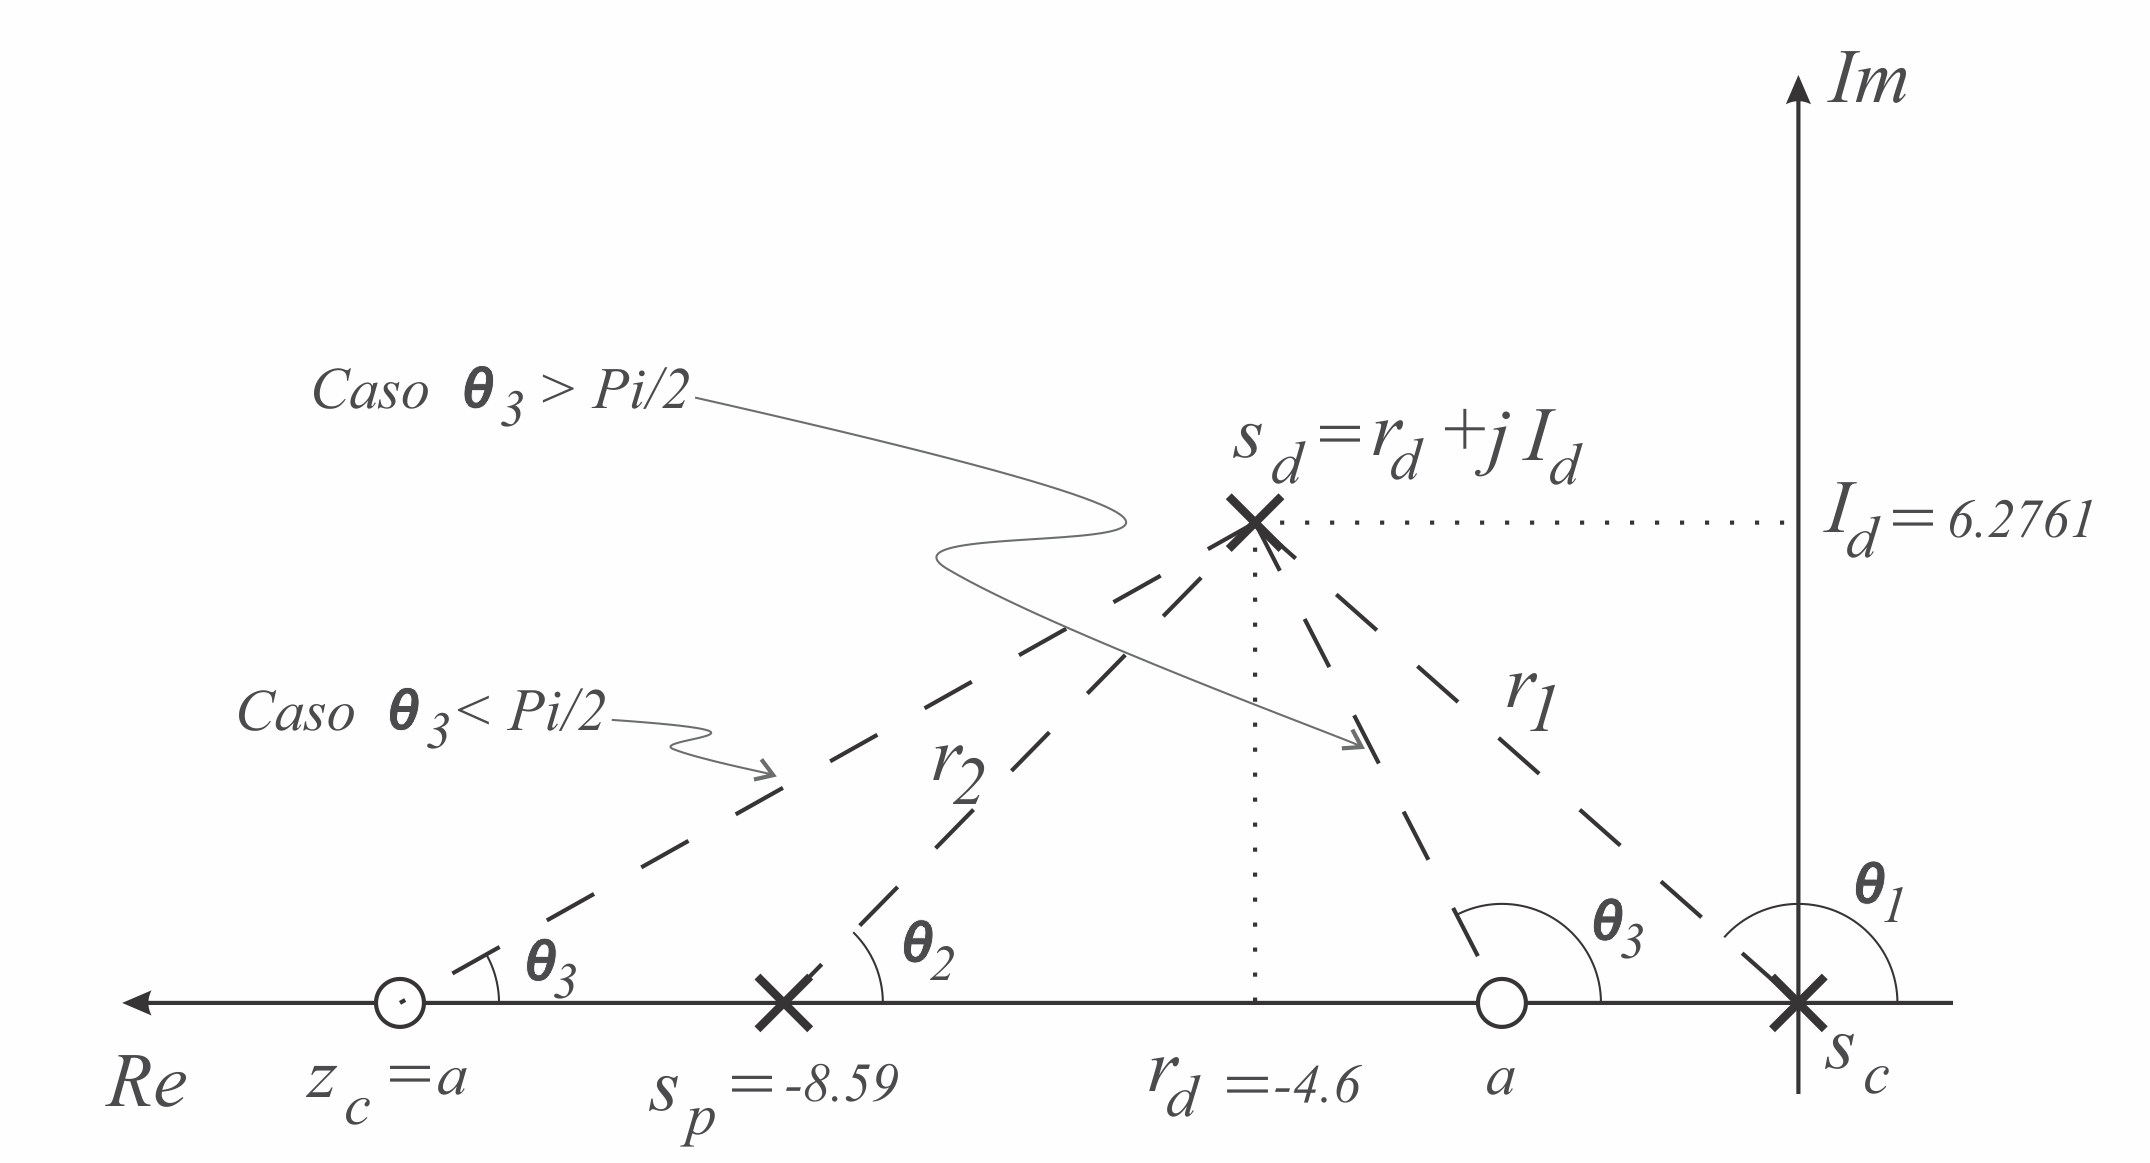 Im
Caso θ3 > Pi/2
sd =rd +j Id
Id = 6.2761
Caso θ3 < Pi/2
r1
r2
θ1
θ3
θ2
θ3
Re
zc =a
sp =-8.59
rd =-4.6
a
sc